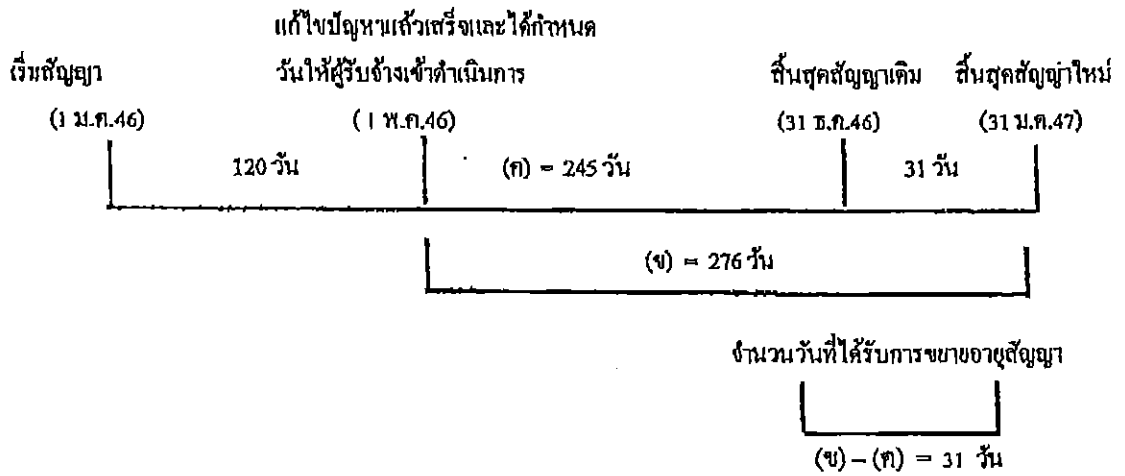 แก้ไขปัญหาแล้วเสร็จและได้กำหนด
เริ่มสัญญา วันให้ผู้รับจ้างเข้าดำเนินการ สิ้นสุดสัญญาเดิม สิ้นสุดสัญญาใหม่
(1 ม.ค.46) (1 พ.ค.46) (31 ธ.ค.46) (31 ม.ค.47)
120 วัน (ค) = 245 วัน 31 วัน
(ข) = 276 วัน
จำนวนวันที่ได้รับการขยายอายุสัญญา
(ข) – (ค) = 31 วัน